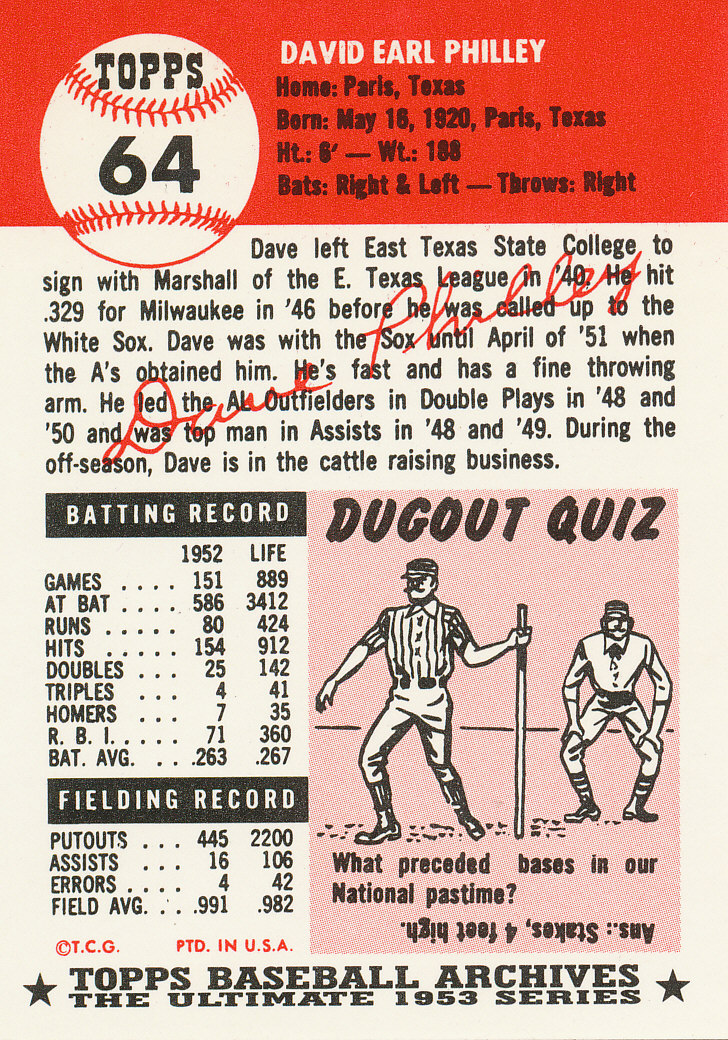 TOPPS
64
DAVID EARL PHILLEY
Home: Paris, Texas
Born: May 16, 1920, Paris, Texas
Ht.: 6' — Wt.: 188
Bats: Right & Left — Throws: Right
Dave left East Texas State College to
sign with Marshall of the E. Texas League in '40. He hit
.329 for Milwaukee in '46 before he was called up to the
White Sox. Dave was with the Sox until April of '51 when
the A's obtained him. He's fast and has a fine throwing
arm. He led the AL Outfielders in Double Plays in '48 and
'50 and was top man in Assists in '48 and '49. During the
off-season, Dave is in the cattle raising business.
Dave Philley
BATTING RECORD
1952 LIFE
GAMES .... 151 889
AT BAT .... 586 3412
RUNS ..... 80 424
HITS ..... 154 912
DOUBLES ... 25 142
TRIPLES ... 4 41
HOMERS ... 7 35
R. B. I. .... 71 360
BAT. AVG. ... .263 .267
FIELDING RECORD
PUTOUTS ... 445 2200
ASSISTS ... 16 106
ERRORS .... 4 42
FIELD AVG. .. .991 .982
DUGOUT QUIZ
What preceded bases in our
National pastime?
Ans.: Stakes, 4 feet high.
©T.C.G. PTD. IN U.S.A.
★ TOPPS BASEBALL ARCHIVES ★
THE ULTIMATE 1953 SERIES